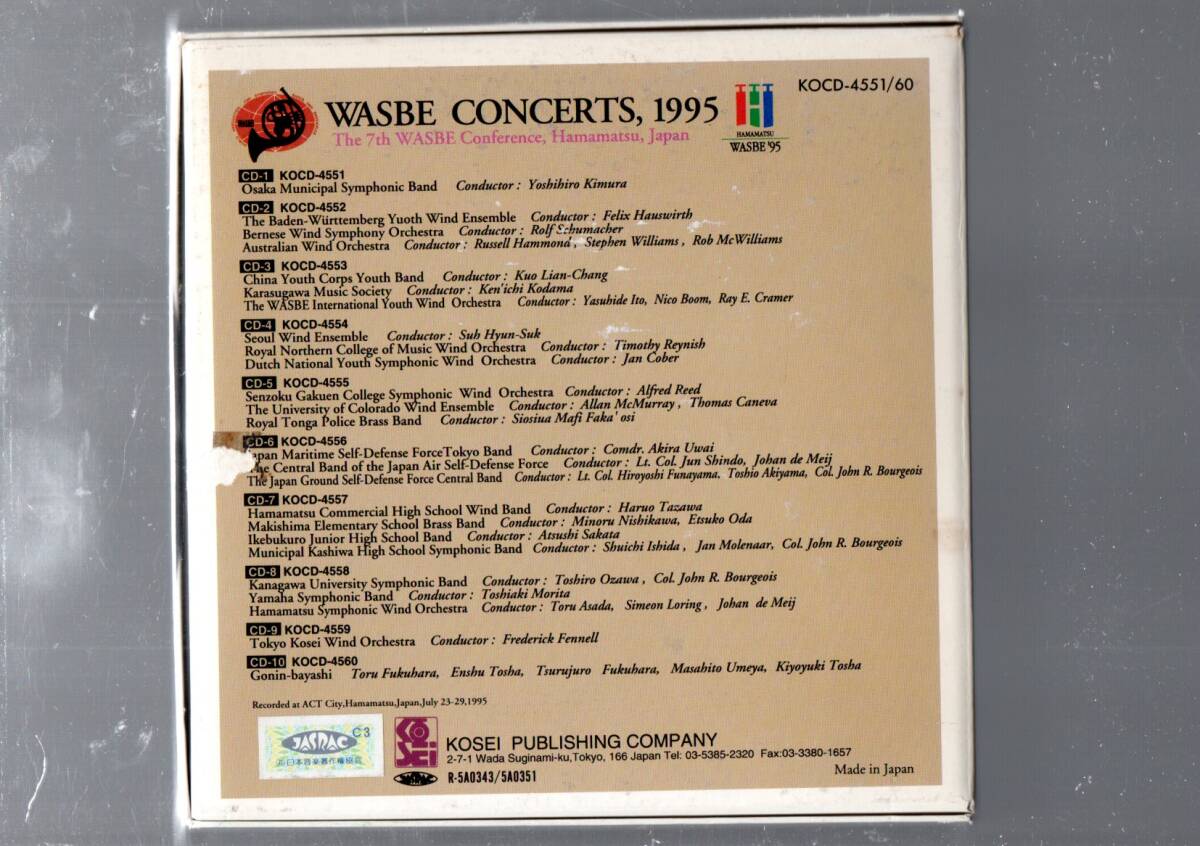 WASBE CONCERTS, 1995
The 7th WASBE Conference, Hamamatsu, Japan
HAMAMATSU
WASBE '95
KOCD-4551/60
CD-1 KOCD-4551
Osaka Municipal Symphonic Band Conductor : Yoshihiro Kimura
CD-2 KOCD-4552
The Baden-Württemberg Yuoth Wind Ensemble Conductor : Felix Hauswirth
Bernese Wind Symphony Orchestra Conductor : Rolf Schumacher
Australian Wind Orchestra Conductor : Russell Hammond, Stephen Williams, Rob McWilliams
CD-3 KOCD-4553
China Youth Corps Youth Band Conductor : Kuo Lian-Chang
Karasugawa Music Society Conductor : Ken'ichi Kodama
The WASBE International Youth Wind Orchestra Conductor : Yasuhide Ito, Nico Boom, Ray E. Cramer
CD-4 KOCD-4554
Seoul Wind Ensemble Conductor : Suh Hyun-Suk
Royal Northern College of Music Wind Orchestra Conductor : Timothy Reynish
Dutch National Youth Symphonic Wind Orchestra Conductor : Jan Cober
CD-5 KOCD-4555
Senzoku Gakuen College Symphonic Wind Orchestra Conductor : Alfred Reed
The University of Colorado Wind Ensemble Conductor : Allan McMurray, Thomas Caneva
Royal Tonga Police Brass Band Conductor : Siosiua Mafi Faka'osi
CD-6 KOCD-4556
Japan Maritime Self-Defense ForceTokyo Band Conductor : Comdr. Akira Uwai
The Central Band of the Japan Air Self-Defense Force Conductor : Lt. Col. Jun Shindo, Johan de Meij
The Japan Ground Self-Defense Force Central Band Conductor : Lt. Col. Hiroyoshi Funayama, Toshio Akiyama, Col. John R. Bourgeois
CD-7 KOCD-4557
Hamamatsu Commercial High School Wind Band Conductor : Haruo Tazawa
Makishima Elementary School Brass Band Conductor : Minoru Nishikawa, Etsuko Oda
Ikebukuro Junior High School Band Conductor : Atsushi Sakata
Municipal Kashiwa High School Symphonic Band Conductor : Shuichi Ishida, Jan Molenaar, Col. John R. Bourgeois
CD-8 KOCD-4558
Kanagawa University Symphonic Band Conductor : Toshiro Ozawa, Col. John R. Bourgeois
Yamaha Symphonic Band Conductor : Toshiaki Morita
Hamamatsu Symphonic Wind Orchestra Conductor : Toru Asada, Simeon Loring, Johan de Meij
CD-9 KOCD-4559
Tokyo Kosei Wind Orchestra Conductor : Frederick Fennell
CD-10 KOCD-4560
Gonin-bayashi Toru Fukuhara, Enshu Tosha, Tsurujuro Fukuhara, Masahito Umeya, Kiyoyuki Tosha
Recorded at ACT City,Hamamatsu,Japan,July 23-29,1995
C3
JASRAC
日本音楽著作権協会
KOSEI
KOSEI PUBLISHING COMPANY
2-7-1 Wada Suginami-ku,Tokyo, 166 Japan Tel: 03-5385-2320 Fax:03-3380-1657
JASRAC
R-5A0343/5A0351
Made in Japan